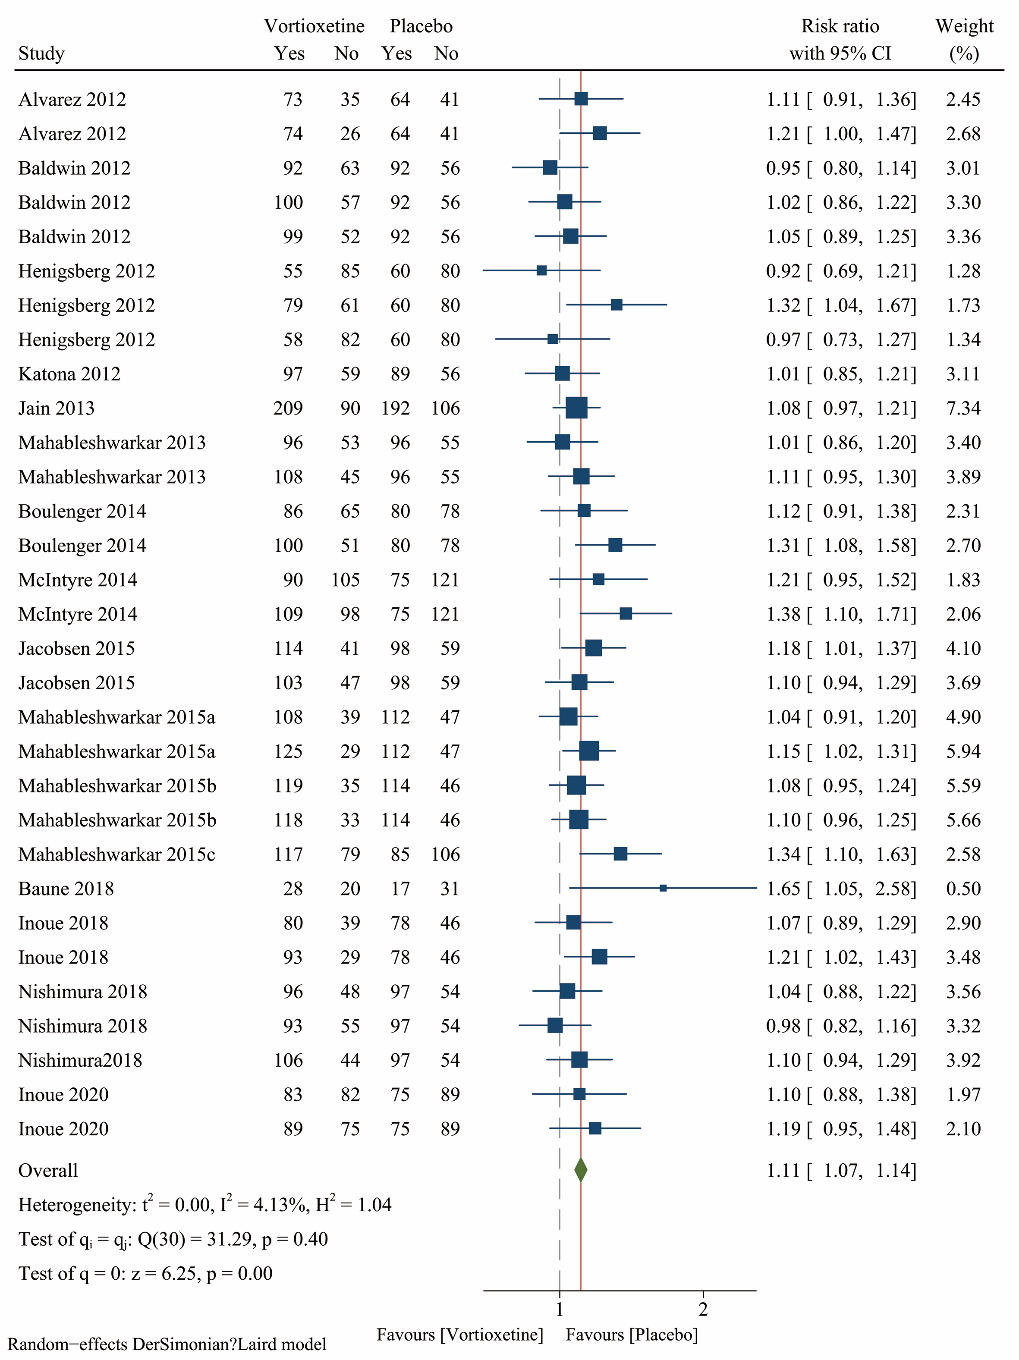 Vortioxetine Placebo Risk ratio Weight
Study Yes No Yes No with 95% CI (%)
Alvarez 2012 73 35 64 41 1.11 [ 0.91, 1.36] 2.45
Alvarez 2012 74 26 64 41 1.21 [ 1.00, 1.47] 2.68
Baldwin 2012 92 63 92 56 0.95 [ 0.80, 1.14] 3.01
Baldwin 2012 100 57 92 56 1.02 [ 0.86, 1.22] 3.30
Baldwin 2012 99 52 92 56 1.05 [ 0.89, 1.25] 3.36
Henigsberg 2012 55 85 60 80 0.92 [ 0.69, 1.21] 1.28
Henigsberg 2012 79 61 60 80 1.32 [ 1.04, 1.67] 1.73
Henigsberg 2012 58 82 60 80 0.97 [ 0.73, 1.27] 1.34
Katona 2012 97 59 89 56 1.01 [ 0.85, 1.21] 3.11
Jain 2013 209 90 192 106 1.08 [ 0.97, 1.21] 7.34
Mahableshwarkar 2013 96 53 96 55 1.01 [ 0.86, 1.20] 3.40
Mahableshwarkar 2013 108 45 96 55 1.11 [ 0.95, 1.30] 3.89
Boulenger 2014 86 65 80 78 1.12 [ 0.91, 1.38] 2.31
Boulenger 2014 100 51 80 78 1.31 [ 1.08, 1.58] 2.70
McIntyre 2014 90 105 75 121 1.21 [ 0.95, 1.52] 1.83
McIntyre 2014 109 98 75 121 1.38 [ 1.10, 1.71] 2.06
Jacobsen 2015 114 41 98 59 1.18 [ 1.01, 1.37] 4.10
Jacobsen 2015 103 47 98 59 1.10 [ 0.94, 1.29] 3.69
Mahableshwarkar 2015a 108 39 112 47 1.04 [ 0.91, 1.20] 4.90
Mahableshwarkar 2015a 125 29 112 47 1.15 [ 1.02, 1.31] 5.94
Mahableshwarkar 2015b 119 35 114 46 1.08 [ 0.95, 1.24] 5.59
Mahableshwarkar 2015b 118 33 114 46 1.10 [ 0.96, 1.25] 5.66
Mahableshwarkar 2015c 117 79 85 106 1.34 [ 1.10, 1.63] 2.58
Baune 2018 28 20 17 31 1.65 [ 1.05, 2.58] 0.50
Inoue 2018 80 39 78 46 1.07 [ 0.89, 1.29] 2.90
Inoue 2018 93 29 78 46 1.21 [ 1.02, 1.43] 3.48
Nishimura 2018 96 48 97 54 1.04 [ 0.88, 1.22] 3.56
Nishimura 2018 93 55 97 54 0.98 [ 0.82, 1.16] 3.32
Nishimura2018 106 44 97 54 1.10 [ 0.94, 1.29] 3.92
Inoue 2020 83 82 75 89 1.10 [ 0.88, 1.38] 1.97
Inoue 2020 89 75 75 89 1.19 [ 0.95, 1.48] 2.10
Overall 1.11 [ 1.07, 1.14]
Heterogeneity: t² = 0.00, I² = 4.13%, H² = 1.04
Test of qᵢ = qⱼ: Q(30) = 31.29, p = 0.40
Test of q = 0: z = 6.25, p = 0.00
1 2
Favours [Vortioxetine] Favours [Placebo]
Random−effects DerSimonian?Laird model